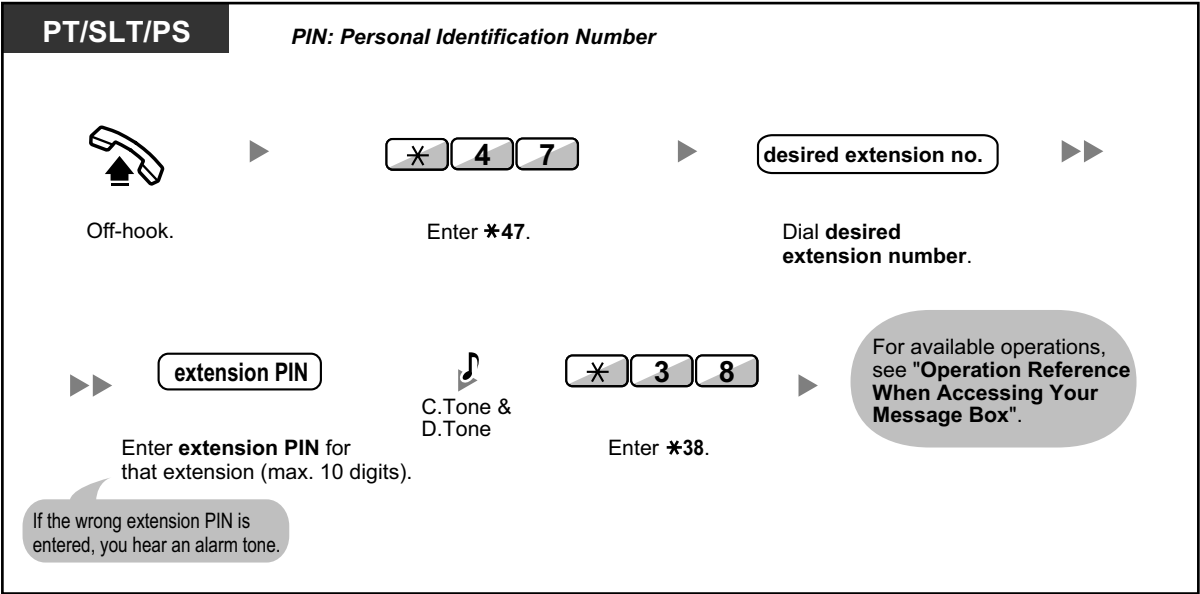 PT/SLT/PS
PIN: Personal Identification Number
* 4 7
desired extension no.
Off-hook.
Enter *47.
Dial desired
extension number.
extension PIN
* 3 8
C.Tone &
D.Tone
Enter extension PIN for
that extension (max. 10 digits).
Enter *38.
For available operations,
see "Operation Reference
When Accessing Your
Message Box".
If the wrong extension PIN is
entered, you hear an alarm tone.